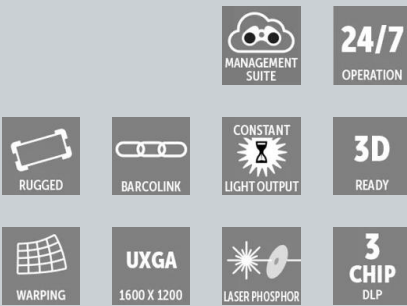 MANAGEMENT
SUITE
24/7
OPERATION
RUGGED
BARCOLINK
CONSTANT
LIGHT OUTPUT
3D
READY
WARPING
UXGA
1600 X 1200
LASER PHOSPHOR
3
CHIP
DLP